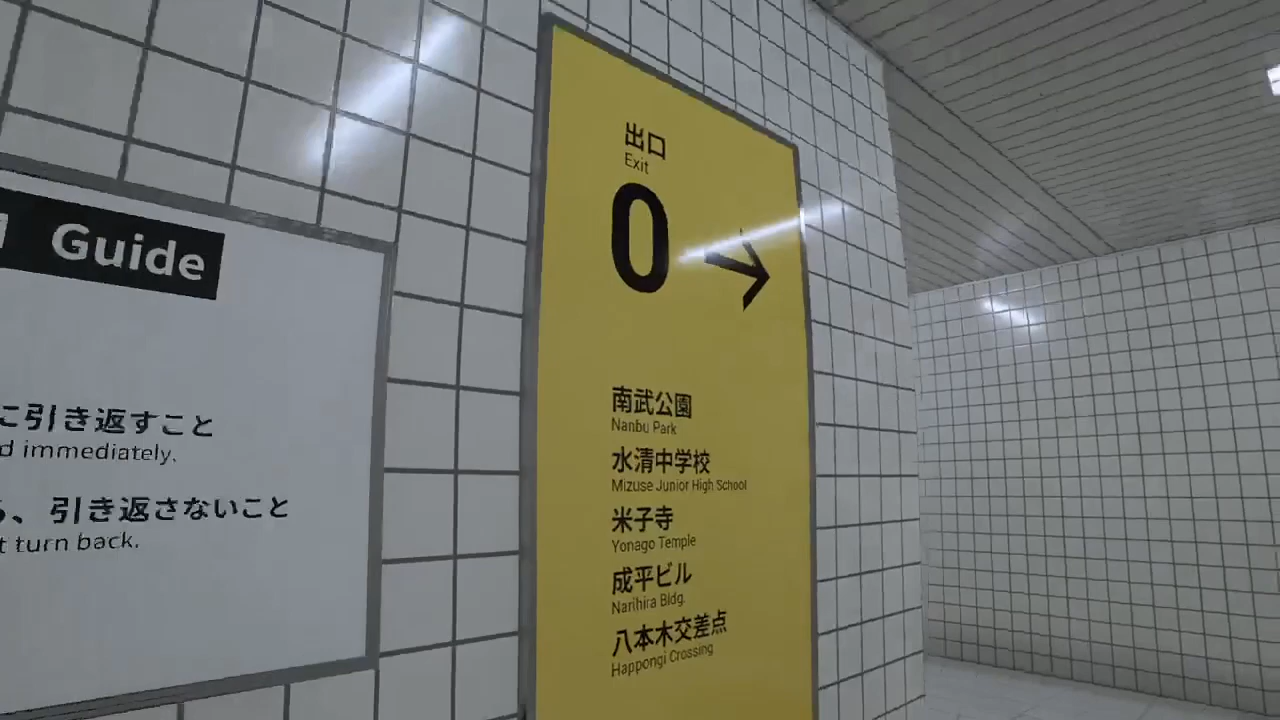 Guide
に引き返すこと
immediately.
、引き返さないこと
turn back.
出口
Exit
0
南武公園
Nanbu Park
水清中学校
Mizuse Junior High School
米子寺
Yonago Temple
成平ビル
Narihira Bldg.
八本木交差点
Happongi Crossing